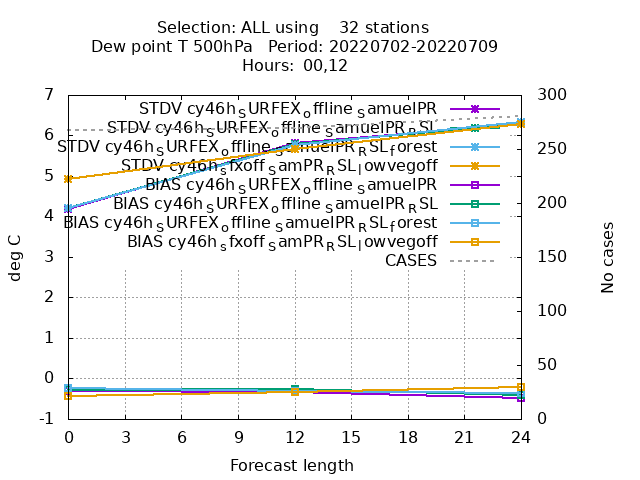 Selection: ALL using    32 stations
Dew point T 500hPa   Period: 20220702-20220709
Hours: 00,12
STDV cy46h_SURFEX_offline_SamuelPR
STDV cy46h_SURFEX_offline_SamuelPR_RSL
STDV cy46h_SURFEX_offline_SamuelPR_RSL_forest
STDV cy46h_sfxoff_SamPR_RSL_lowvegoff
BIAS cy46h_SURFEX_offline_SamuelPR
BIAS cy46h_SURFEX_offline_SamuelPR_RSL
BIAS cy46h_SURFEX_offline_SamuelPR_RSL_forest
BIAS cy46h_sfxoff_SamPR_RSL_lowvegoff
CASES
deg C
7
6
5
4
3
2
1
0
-1
300
250
200
150
100
50
0
No cases
0 3 6 9 12 15 18 21 24
Forecast length